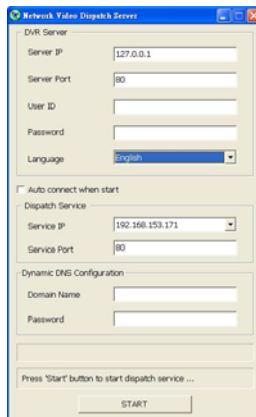 Network Video Dispatch Server
DVR Server
Server IP 127.0.0.1
Server Port 80
User ID
Password
Language English
Auto connect when start
Dispatch Service
Service IP 192.168.153.171
Service Port 80
Dynamic DNS Configuration
Domain Name
Password
Press 'Start' button to start dispatch service ...
START